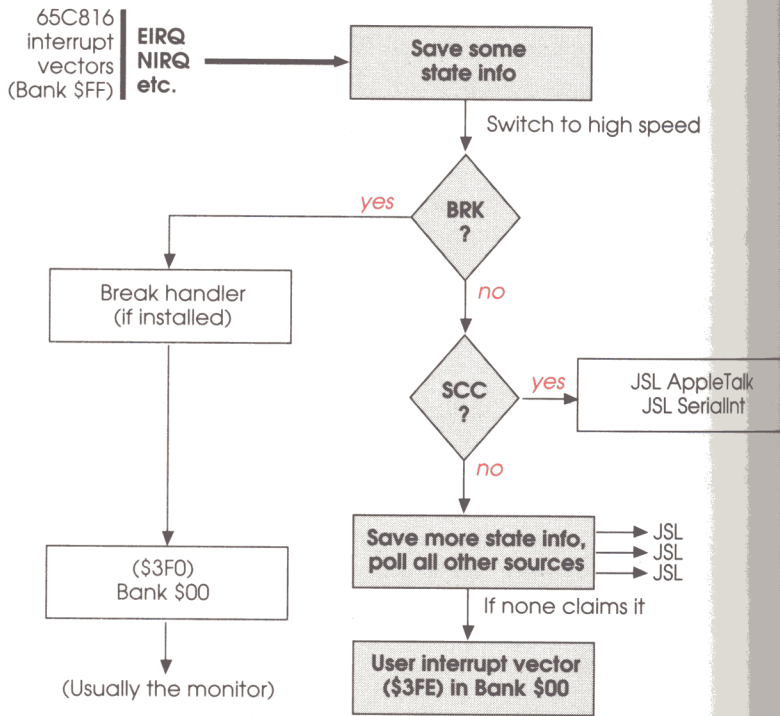 65C816
interrupt
vectors
(Bank $FF)
EIRQ
NIRQ
etc.
Save some
state info
Switch to high speed
BRK
?
yes
no
Break handler
(if installed)
SCC
?
yes
JSL AppleTalk
JSL SerialInt
no
($3F0)
Bank $00
(Usually the monitor)
Save more state info,
poll all other sources
JSL
JSL
JSL
If none claims it
User interrupt vector
($3FE) in Bank $00